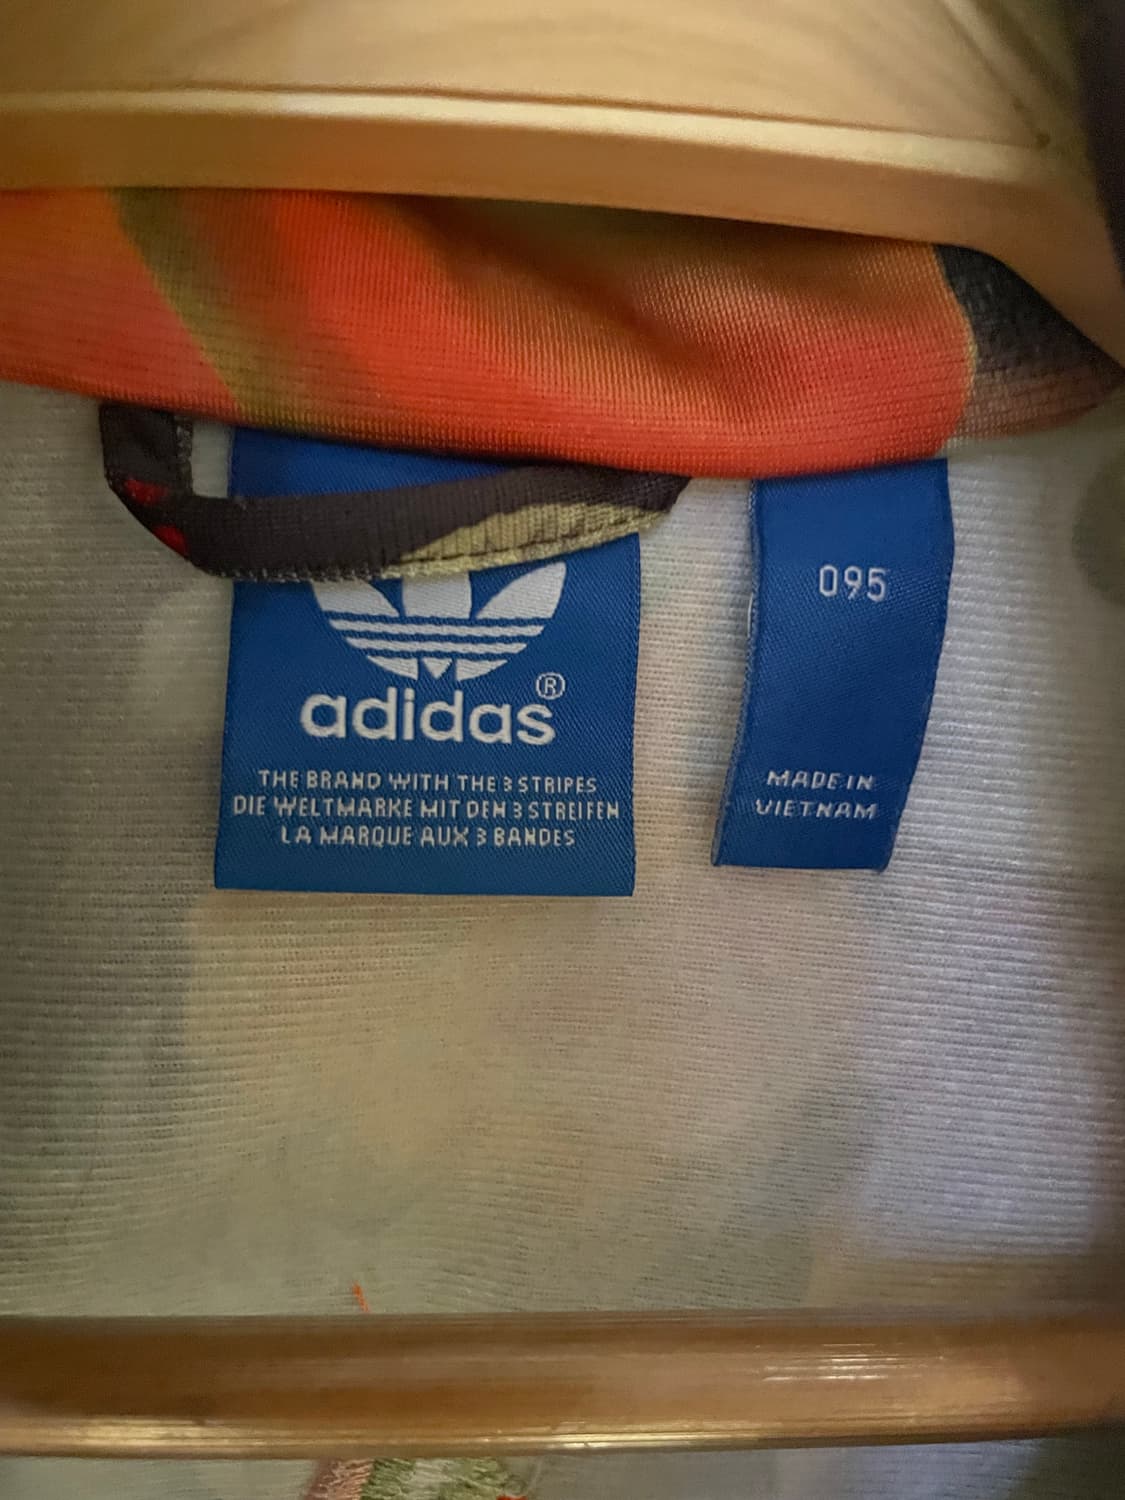 adidas®
THE BRAND WITH THE 3 STRIPES
DIE WELTMARKE MIT DEN 3 STREIFEN
LA MARQUE AUX 3 BANDES
095
MADE IN
VIETNAM